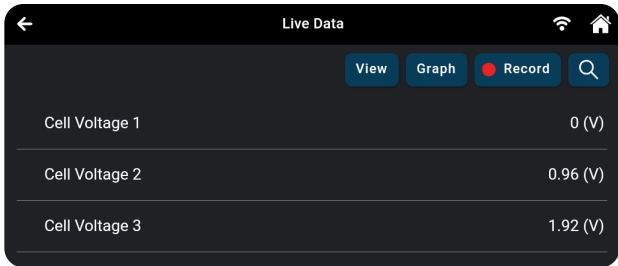 Live Data
View Graph Record
Cell Voltage 1 0 (V)
Cell Voltage 2 0.96 (V)
Cell Voltage 3 1.92 (V)